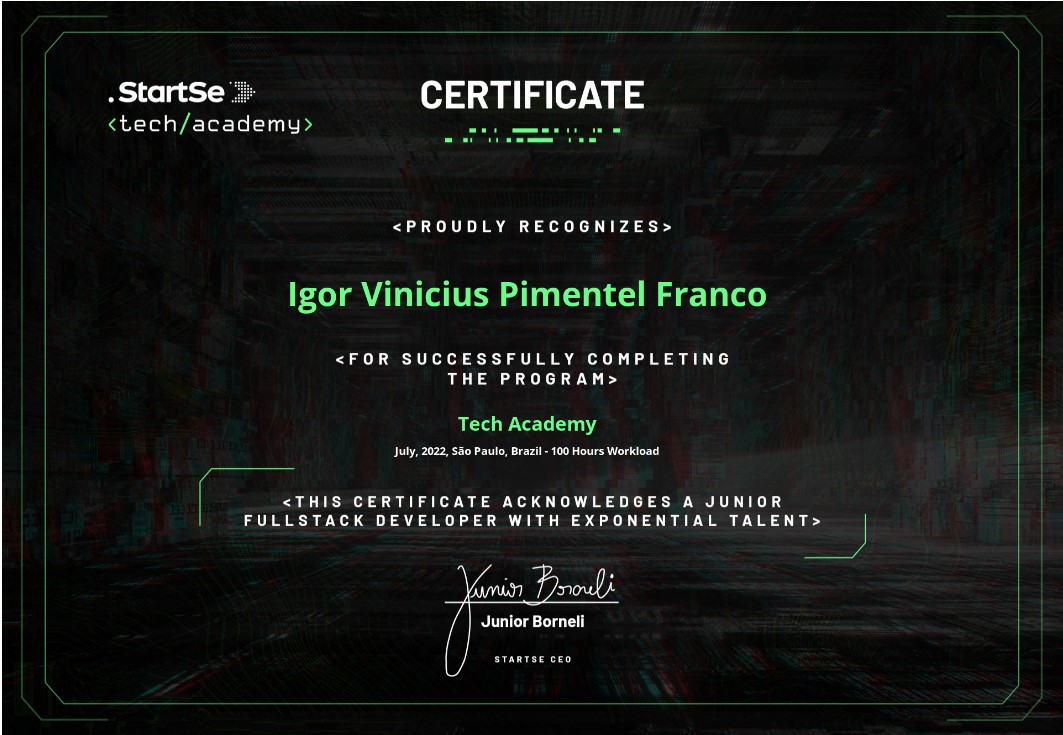 .StartSe
<tech/academy>
CERTIFICATE
<PROUDLY RECOGNIZES>
Igor Vinicius Pimentel Franco
<FOR SUCCESSFULLY COMPLETING
THE PROGRAM>
Tech Academy
July, 2022, São Paulo, Brazil - 100 Hours Workload
<THIS CERTIFICATE ACKNOWLEDGES A JUNIOR
FULLSTACK DEVELOPER WITH EXPONENTIAL TALENT>
Junior Borneli
Junior Borneli
STARTSE CEO